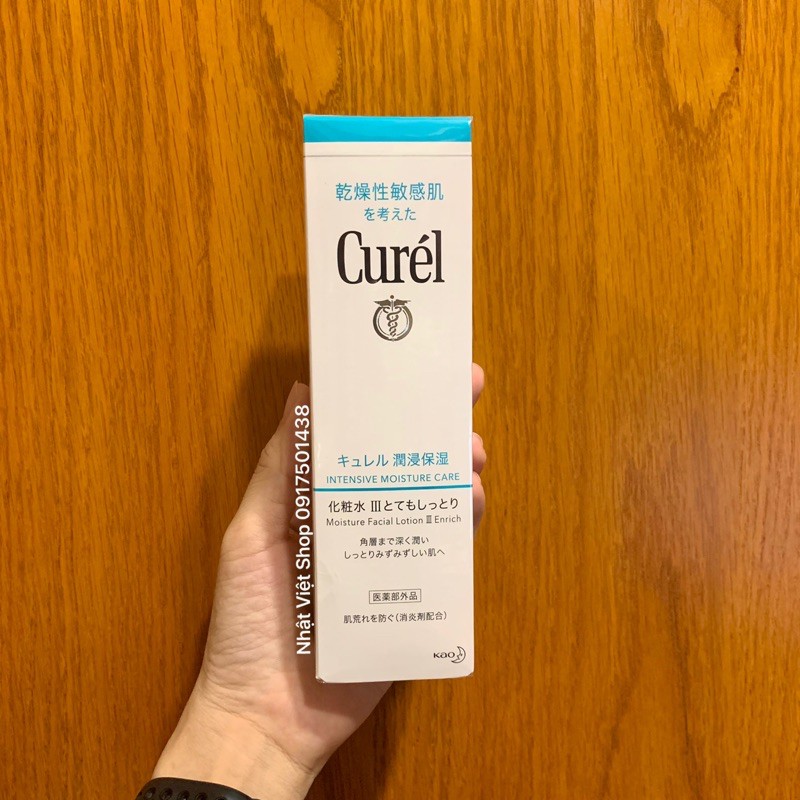 乾燥性敏感肌
を考えた
Curél
キュレル 潤浸保湿
INTENSIVE MOISTURE CARE
化粧水 Ⅲ とてもしっとり
Moisture Facial Lotion Ⅲ Enrich
角層まで深く潤い
しっとりみずみずしい肌へ
医薬部外品
肌荒れを防ぐ(消炎剤配合)
Kao
Nhật Việt Shop 0917501438